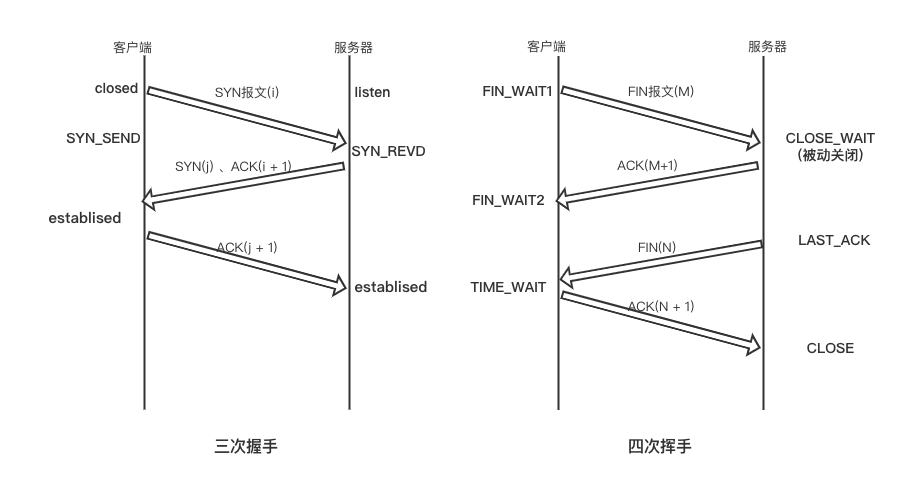 客户端
服务器
closed
SYN报文(i)
listen
SYN_SEND
SYN_REVD
SYN(j) 、ACK(i + 1)
establised
ACK(j + 1)
establised
三次握手
客户端
服务器
FIN_WAIT1
FIN报文(M)
CLOSE_WAIT
(被动关闭)
ACK(M+1)
FIN_WAIT2
LAST_ACK
FIN(N)
TIME_WAIT
ACK(N + 1)
CLOSE
四次挥手